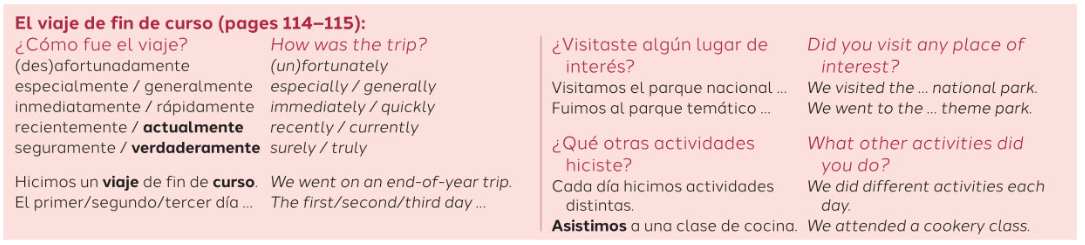 El viaje de fin de curso (pages 114–115):
¿Cómo fue el viaje? How was the trip?
(des)afortunadamente (un)fortunately
especialmente / generalmente especially / generally
inmediatamente / rápidamente immediately / quickly
recientemente / actualmente recently / currently
seguramente / verdaderamente surely / truly
Hicimos un viaje de fin de curso. We went on an end-of-year trip.
El primer/segundo/tercer día ... The first/second/third day ...
¿Visitaste algún lugar de Did you visit any place of
interés? interest?
Visitamos el parque nacional ... We visited the ... national park.
Fuimos al parque temático ... We went to the ... theme park.
¿Qué otras actividades What other activities did
hiciste? you do?
Cada día hicimos actividades We did different activities each
distintas. day.
Asistimos a una clase de cocina. We attended a cookery class.